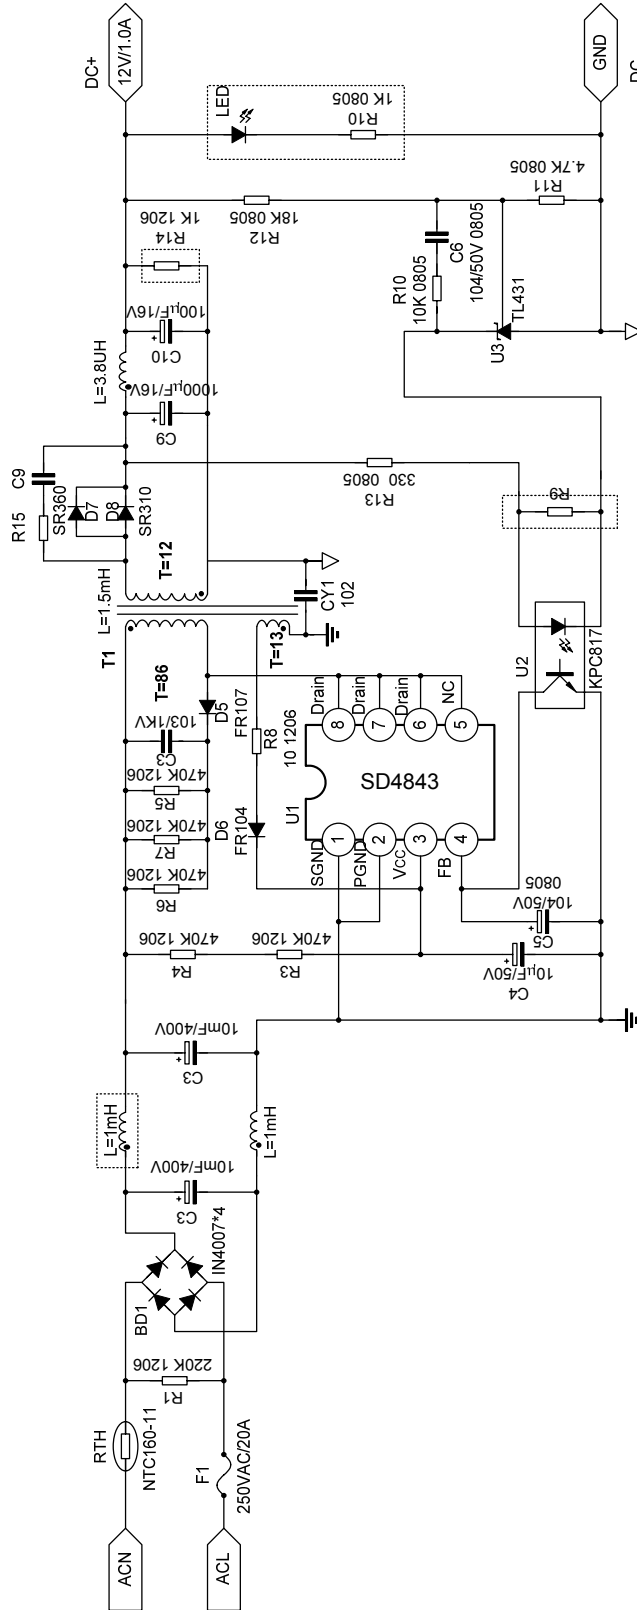 DC+
12V/1.0A
GND
DC
LED
1K 0805
R10
4.7K 0805
R11
18K 0805
R12
1K 1206
R14
C6
104/50V 0805
R10
10K 0805
TL431
U3
100μF/16V
C10
L=3.8UH
1000μF/16V
C9
C9
R15
SR360
D7
D8
SR310
330 0805
R13
R9
T=12
L=1.5mH
T1
CY1
102
T=13
T=86
U2
KPC817
103/1KV
C3
D5
FR107
R8
10 1206
Drain
Drain
Drain
NC
8
7
6
5
SD4843
U1
1
2
3
4
SGND
PGND
Vcc
FB
470K 1206
R5
470K 1206
R7
470K 1206
R6
D6
FR104
0805
104/50V
C5
470K 1206
R4
470K 1206
R3
10μF/50V
C4
10mF/400V
C3
L=1mH
L=1mH
10mF/400V
C3
IN4007*4
BD1
220K 1206
R1
RTH
NTC160-11
F1
250VAC/20A
ACN
ACL